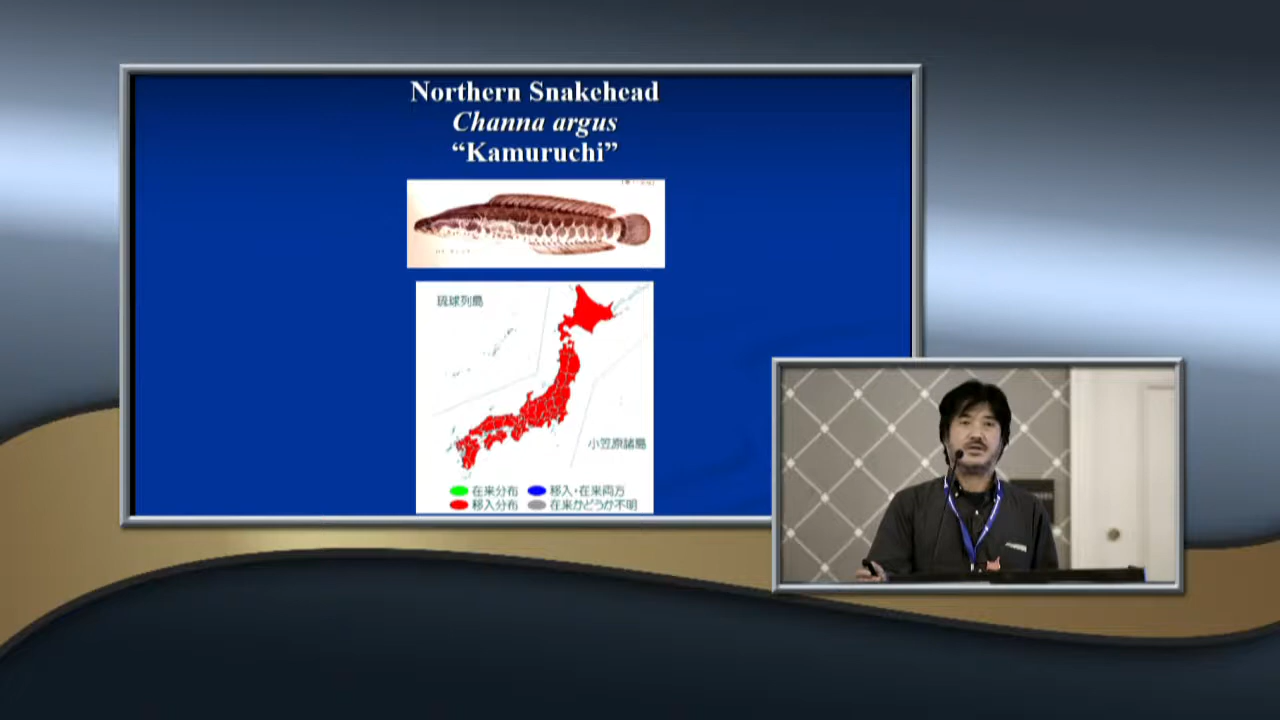 Northern Snakehead
Channa argus
“Kamuruchi”
琉球列島
小笠原諸島
在来分布 移入・在来両方
移入分布 在来かどうか不明